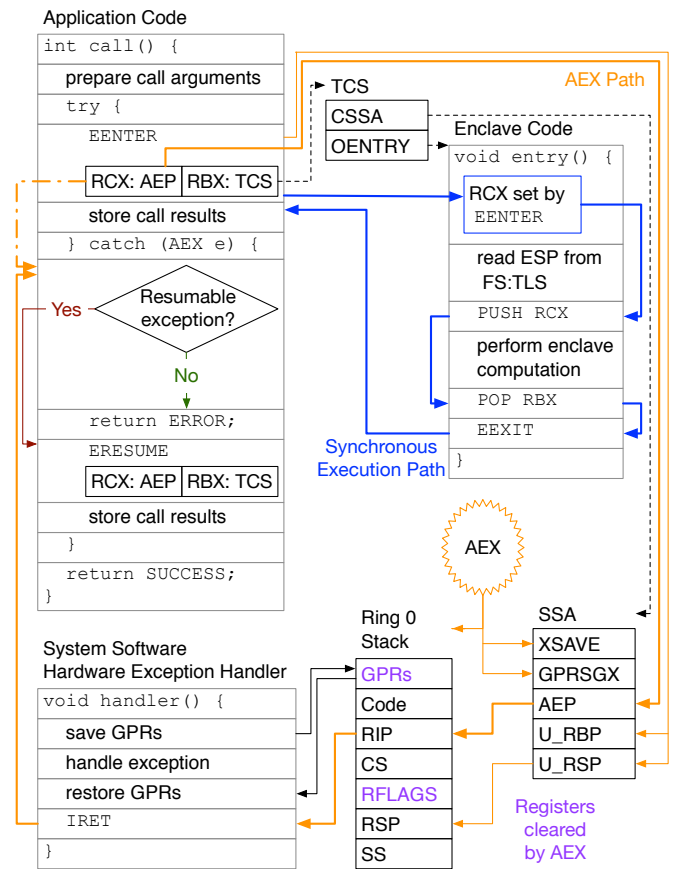 Application Code
int call() {
prepare call arguments
try {
EENTER
RCX: AEP
RBX: TCS
store call results
} catch (AEX e) {
Resumable
exception?
Yes
No
return ERROR;
ERESUME
RCX: AEP
RBX: TCS
store call results
}
return SUCCESS;
}
AEX Path
TCS
CSSA
OENTRY
Enclave Code
void entry() {
RCX set by
EENTER
read ESP from
FS:TLS
PUSH RCX
perform enclave
computation
POP RBX
EEXIT
}
Synchronous
Execution Path
AEX
System Software
Hardware Exception Handler
void handler() {
save GPRs
handle exception
restore GPRs
IRET
}
Ring 0
Stack
GPRs
Code
RIP
CS
RFLAGS
RSP
SS
SSA
XSAVE
GPRSGX
AEP
U_RBP
U_RSP
Registers
cleared
by AEX